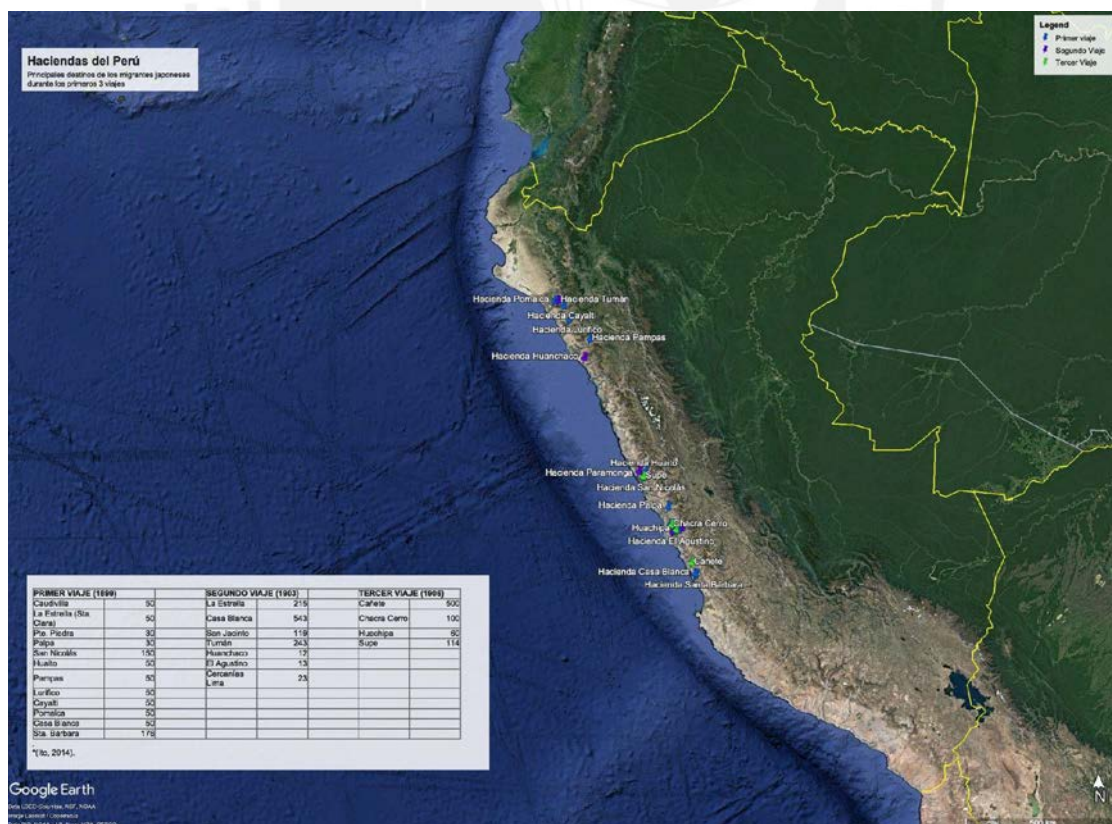 Haciendas del Perú
Principales destinos de los migrantes japoneses
durante los primeros 3 viajes
Legend
Primer viaje
Segundo Viaje
Tercer Viaje
Hacienda Pomalca
Hacienda Tumán
Hacienda Cayalti
Hacienda Lurifico
Hacienda Pampas
Hacienda Huanchaco
Hacienda Huaito
Hacienda Paramonga
Supe
Hacienda San Nicolás
Hacienda Palpa
Chacra Cerro
Huachipa
Hacienda El Agustino
Cañete
Hacienda Casa Blanca
Hacienda Santa Bárbara
PRIMER VIAJE (1899) SEGUNDO VIAJE (1903) TERCER VIAJE
Caudivilla 50 La Estrella 215 Cañete 500
La Estrella (Sta. Clara) 50 Casa Blanca 543 Chacra Cerro 100
Pte. Piedra 30 San Jacinto 119 Huachipa 60
Palpa 30 Tumán 243 Supe 114
San Nicolás 150 Huanchaco 12
Huaito 50 El Agustino 13
Pampas 50 Cercanías Lima 23
Lurifico 50
Cayalti 50
Pomalca 50
Casa Blanca 50
Sta. Bárbara 176
*(Ito, 2014).
Google Earth
N